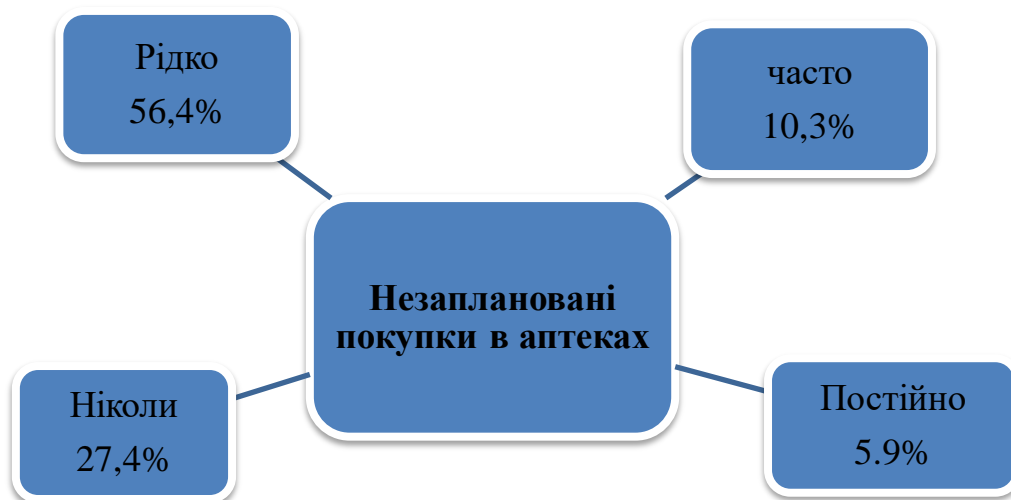 Рідко
56,4%
часто
10,3%
Незаплановані
покупки в аптеках
Ніколи
27,4%
Постійно
5.9%